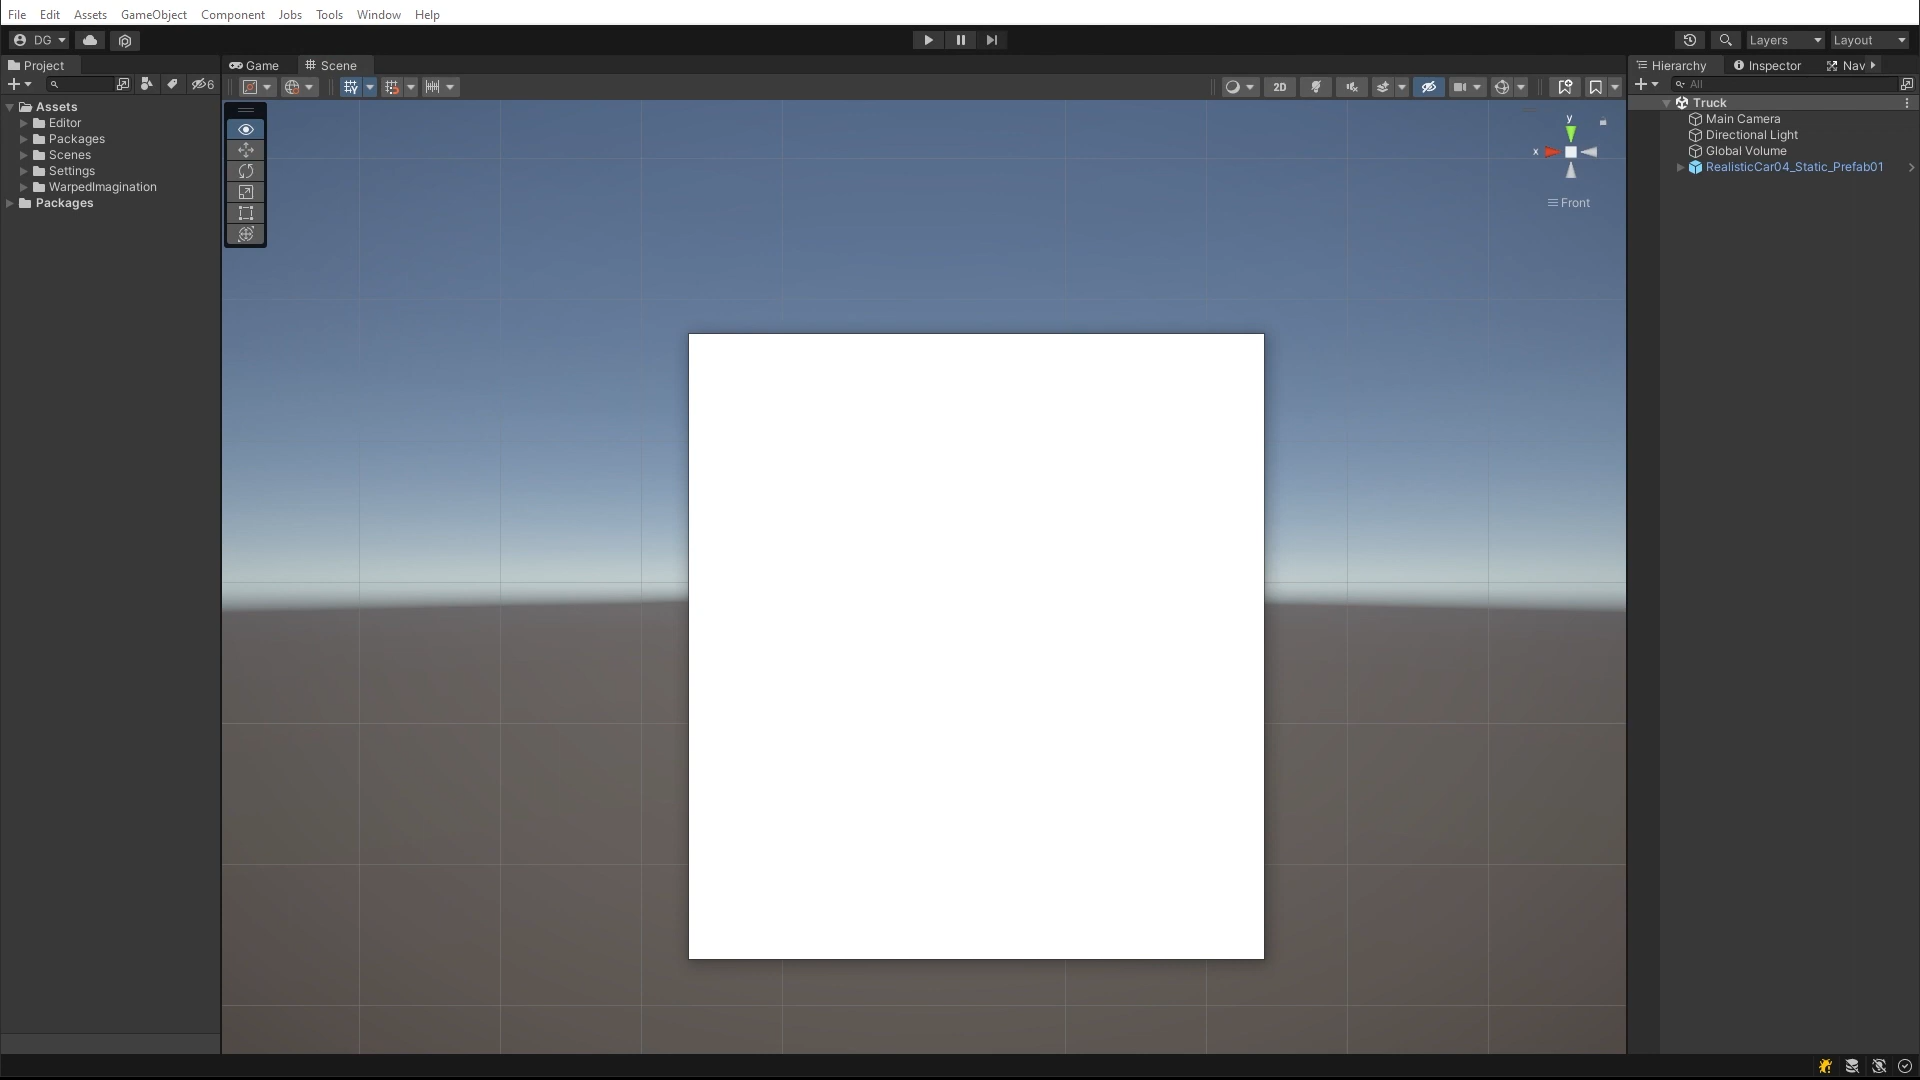 File Edit Assets GameObject Component Jobs Tools Window Help
DG Layers Layout
Project Game Scene Hierarchy Inspector Nav
6 2D All
Assets
Editor
Packages
Scenes
Settings
WarpedImagination
Packages
Truck
Main Camera
Directional Light
Global Volume
RealisticCar04_Static_Prefab01
y
x
Front